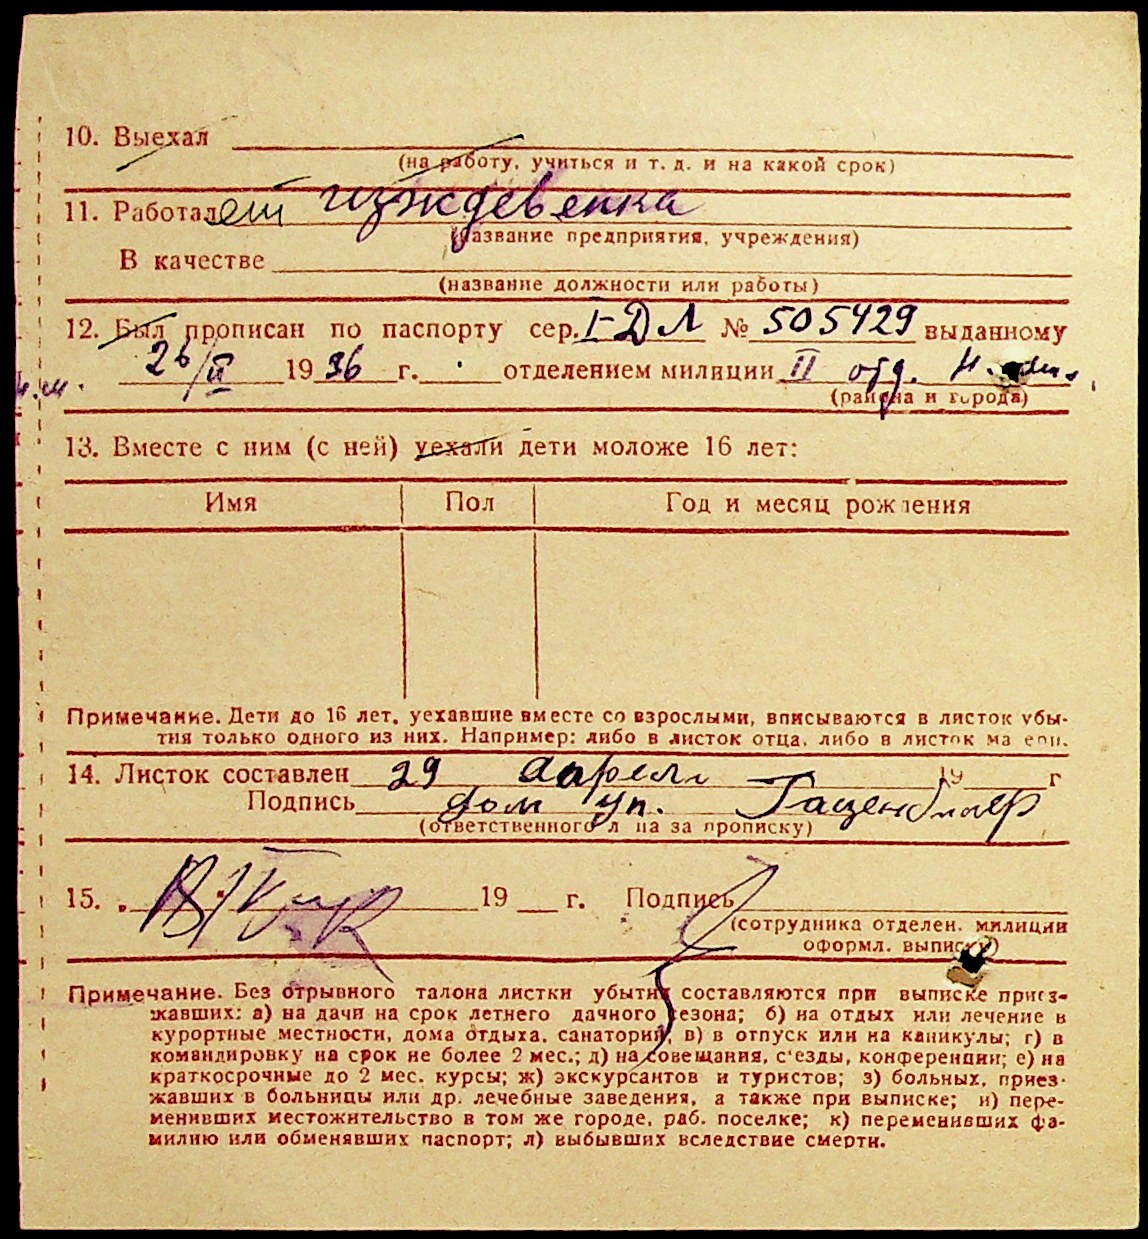 10. Выехал
(на работу, учиться и т. д. и на какой срок)
11. Работает иждевенка
(название предприятия, учреждения)
В качестве
(название должности или работы)
12. Был прописан по паспорту сер. I-ДЛ № 505429 выданному
26/II 1936 г. отделением милиции II отд.
(района и города)
13. Вместе с ним (с ней) уехали дети моложе 16 лет:
Имя Пол Год и месяц рождения
Примечание. Дети до 16 лет, уехавшие вместе со взрослыми, вписываются в листок убы-
тия только одного из них. Например: либо в листок отца, либо в листок матери.
14. Листок составлен 29 апреля 19 г
Подпись дом уп.
(ответственного лица за прописку)
15. 19 г. Подпись
(сотрудника отделен. милиции
оформл. выписку)
Примечание. Без отрывного талона листки убытия составляются при выписке приез-
жавших: а) на дачи на срок летнего дачного сезона; б) на отдых или лечение в
курортные местности, дома отдыха, санаторий; в) в отпуск или на каникулы; г) в
командировку на срок не более 2 мес.; д) на совещания, с'езды, конференции; е) на
краткосрочные до 2 мес. курсы; ж) экскурсантов и туристов; з) больных, приез-
жавших в больницы или др. лечебные заведения, а также при выписке; и) пере-
менивших местожительство в том же городе, раб. поселке; к) переменивших фа-
милию или обменявших паспорт; л) выбывших вследствие смерти.